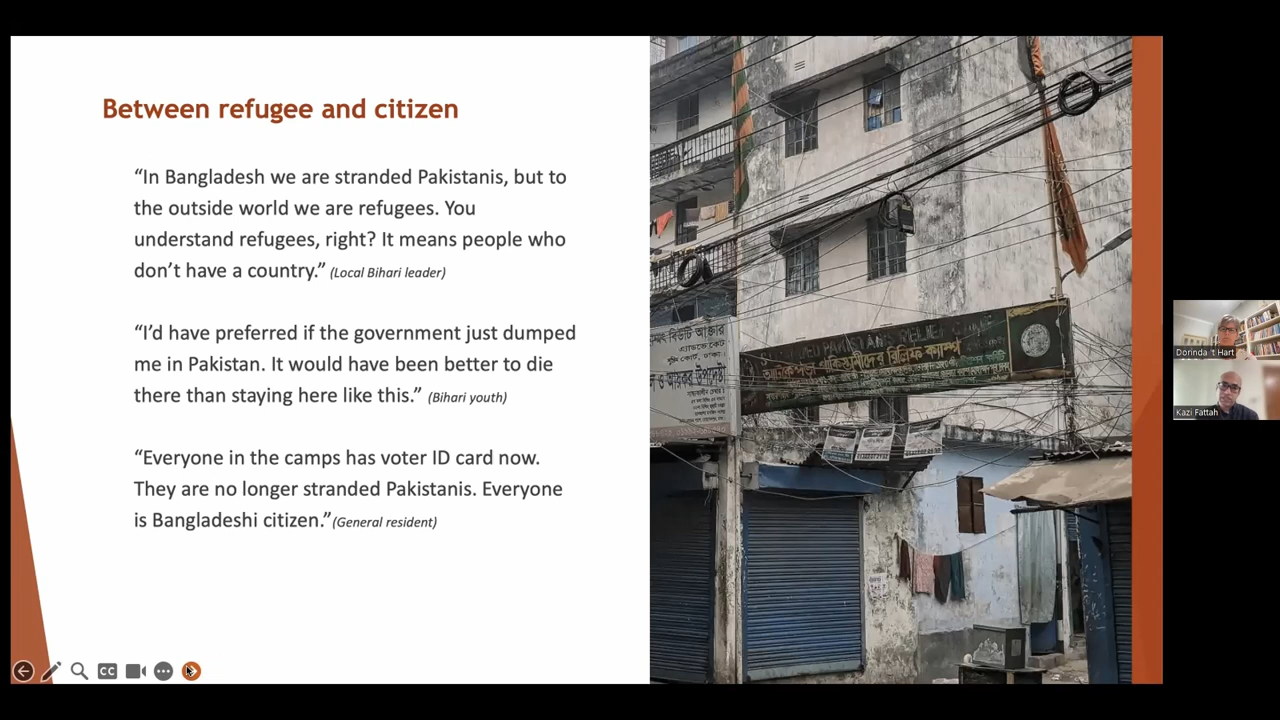 Between refugee and citizen
“In Bangladesh we are stranded Pakistanis, but to
the outside world we are refugees. You
understand refugees, right? It means people who
don’t have a country.” (Local Bihari leader)
“I’d have preferred if the government just dumped
me in Pakistan. It would have been better to die
there than staying here like this.” (Bihari youth)
“Everyone in the camps has voter ID card now.
They are no longer stranded Pakistanis. Everyone
is Bangladeshi citizen.”(General resident)
বিউটি আক্তার
এ্যাডভোকেট
রিলিফ ক্যাম্প
CC
Dorinda 't Hart
Kazi Fattah